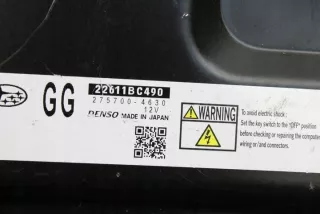 GG
22611BC490
275700-4630
12V
DENSO MADE IN JAPAN
WARNING
To avoid electric shock:
Set the key switch to the "OFF" position
before checking or repairing the computer
wiring or/and connectors.